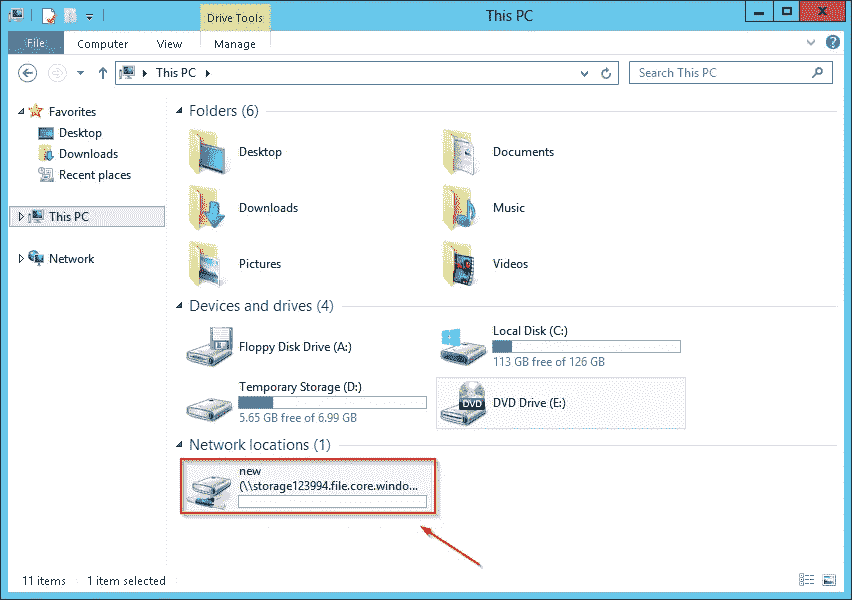 Drive Tools
This PC
File
Computer
View
Manage
This PC
Search This PC
Favorites
Desktop
Downloads
Recent places
This PC
Network
Folders (6)
Desktop
Documents
Downloads
Music
Pictures
Videos
Devices and drives (4)
Floppy Disk Drive (A:)
Local Disk (C:)
113 GB free of 126 GB
Temporary Storage (D:)
5.65 GB free of 6.99 GB
DVD
DVD Drive (E:)
Network locations (1)
new
(\\storage123994.file.core.windo...
11 items
1 item selected